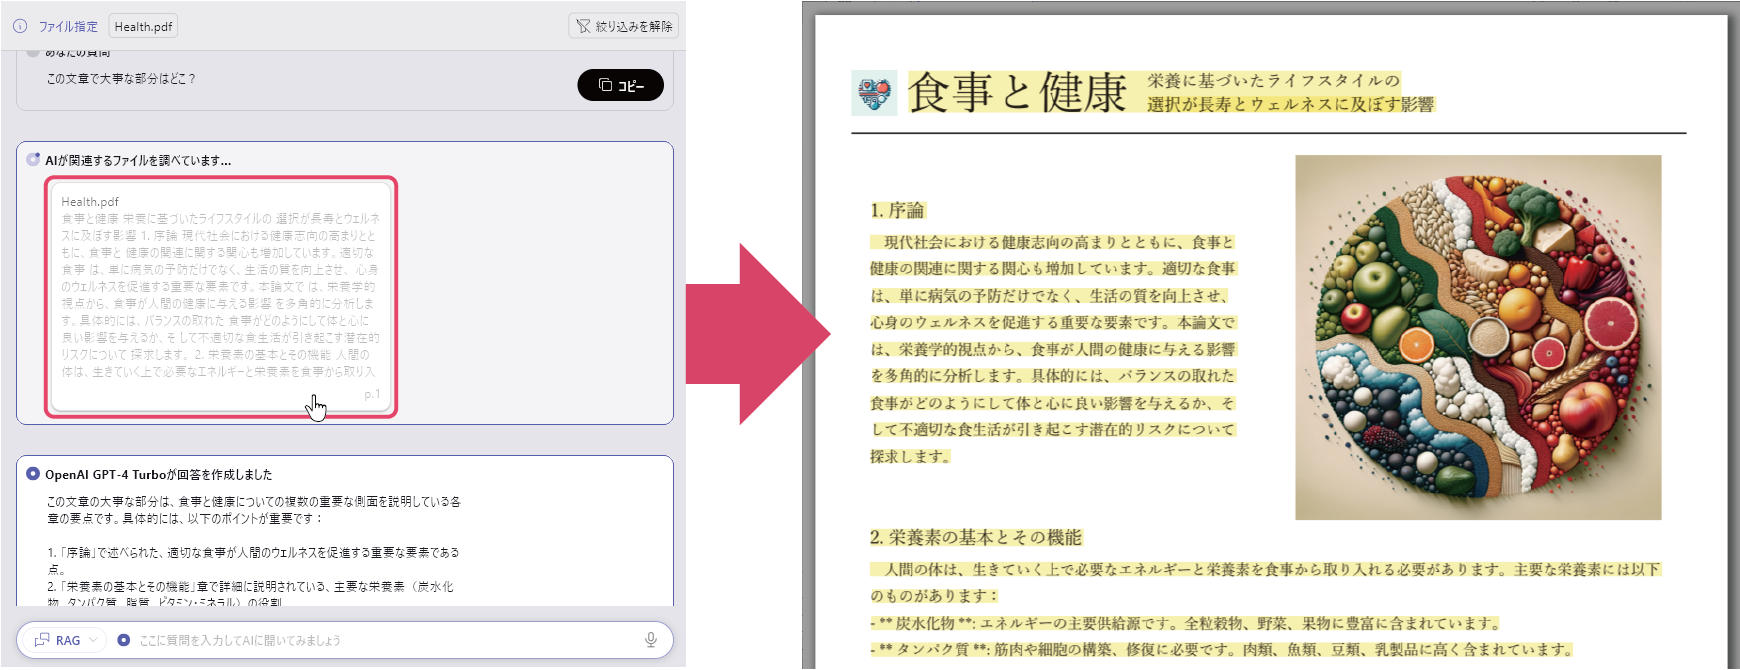 ファイル指定
Health.pdf
絞り込みを解除
あなたの質問
この文章で大事な部分はどこ？
コピー
AIが関連するファイルを調べています...
Health.pdf
食事と健康 栄養に基づいたライフスタイルの 選択が長寿とウェルネ
スに及ぼす影響 1. 序論 現代社会における健康志向の高まりとと
もに、食事と 健康の関連に関する関心も増加しています。適切な
食事 は、単に病気の予防だけでなく、生活の質を向上させ、 心身
のウェルネスを促進する重要な要素です。本論文で は、栄養学的
視点から、食事が人間の健康に与える影響 を多角的に分析しま
す。具体的には、バランスの取れた 食事がどのようにして体と心に
良い影響を与えるか、そ して不適切な食生活が引き起こす潜在的
リスクについて 探求します。 2. 栄養素の基本とその機能 人間の
体は、生きていく上で必要なエネルギーと栄養素を食事から取り入
p.1
OpenAI GPT-4 Turboが回答を作成しました
この文章の大事な部分は、食事と健康についての複数の重要な側面を説明している各
章の要点です。具体的には、以下のポイントが重要です：
1. 「序論」で述べられた、適切な食事が人間のウェルネスを促進する重要な要素である
点。
2. 「栄養素の基本とその機能」章で詳細に説明されている、主要な栄養素（炭水化
物、タンパク質、脂質、ビタミン・ミネラル）の役割
RAG
ここに質問を入力してAIに聞いてみましょう
食事と健康
栄養に基づいたライフスタイルの
選択が長寿とウェルネスに及ぼす影響
1. 序論
現代社会における健康志向の高まりとともに、食事と
健康の関連に関する関心も増加しています。適切な食事
は、単に病気の予防だけでなく、生活の質を向上させ、
心身のウェルネスを促進する重要な要素です。本論文で
は、栄養学的視点から、食事が人間の健康に与える影響
を多角的に分析します。具体的には、バランスの取れた
食事がどのようにして体と心に良い影響を与えるか、そ
して不適切な食生活が引き起こす潜在的リスクについて
探求します。
2. 栄養素の基本とその機能
人間の体は、生きていく上で必要なエネルギーと栄養素を食事から取り入れる必要があります。主要な栄養素には以下
のものがあります：
- ** 炭水化物 **: エネルギーの主要供給源です。全粒穀物、野菜、果物に豊富に含まれています。
- ** タンパク質 **: 筋肉や細胞の構築、修復に必要です。肉類、魚類、豆類、乳製品に高く含まれています。